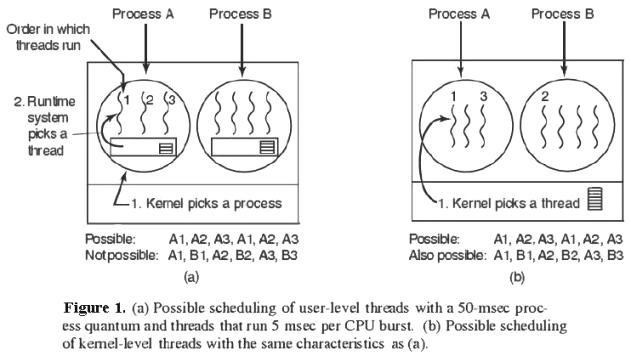 Process A Process B
Order in which
threads run
1 2 3
2. Runtime
system
picks a
thread
1. Kernel picks a process
Possible: A1, A2, A3, A1, A2, A3
Not possible: A1, B1, A2, B2, A3, B3
(a)
Process A Process B
1 3 2
1. Kernel picks a thread
Possible: A1, A2, A3, A1, A2, A3
Also possible: A1, B1, A2, B2, A3, B3
(b)
Figure 1. (a) Possible scheduling of user-level threads with a 50-msec proc-
ess quantum and threads that run 5 msec per CPU burst. (b) Possible scheduling
of kernel-level threads with the same characteristics as (a).